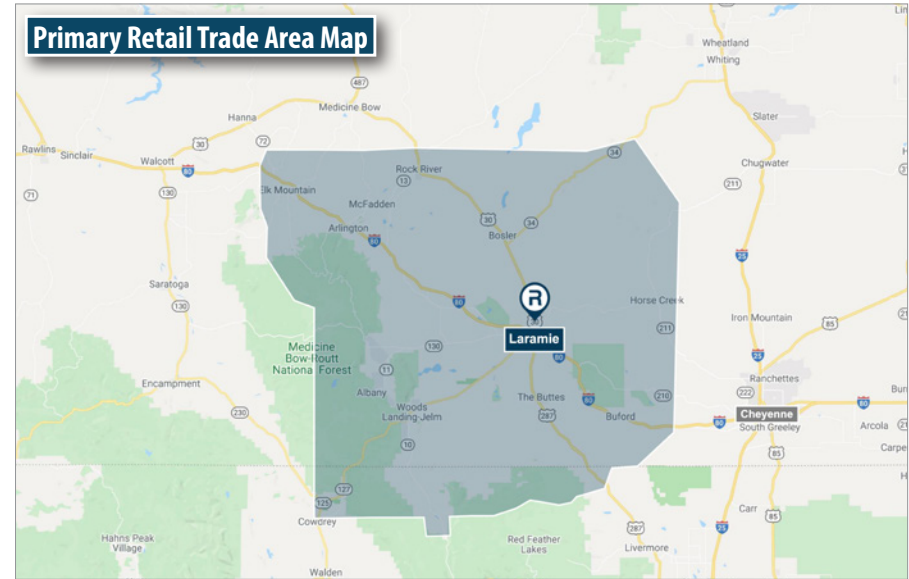 Primary Retail Trade Area Map
Wheatland
Whiting
487
Medicine Bow
Hanna
Slater
30
72
34
Rawlins
Sinclair
Walcott
80
Rock River
Chugwater
13
211
71
130
Elk Mountain
McFadden
30
34
Arlington
Bosler
80
25
Saratoga
R
Horse Creek
130
80
30
Iron Mountain
211
85
Laramie
130
80
25
Medicine
Bow-Routt
National Forest
11
Ranchettes
Encampment
Albany
The Buttes
80
210
222
80
Woods
Landing-Jelm
230
287
Buford
80
Cheyenne
South Greeley
Arcola
10
85
127
125
Cowdrey
Carr
85
287
25
Hahns Peak
Village
Red Feather
Lakes
Livermore
Walden